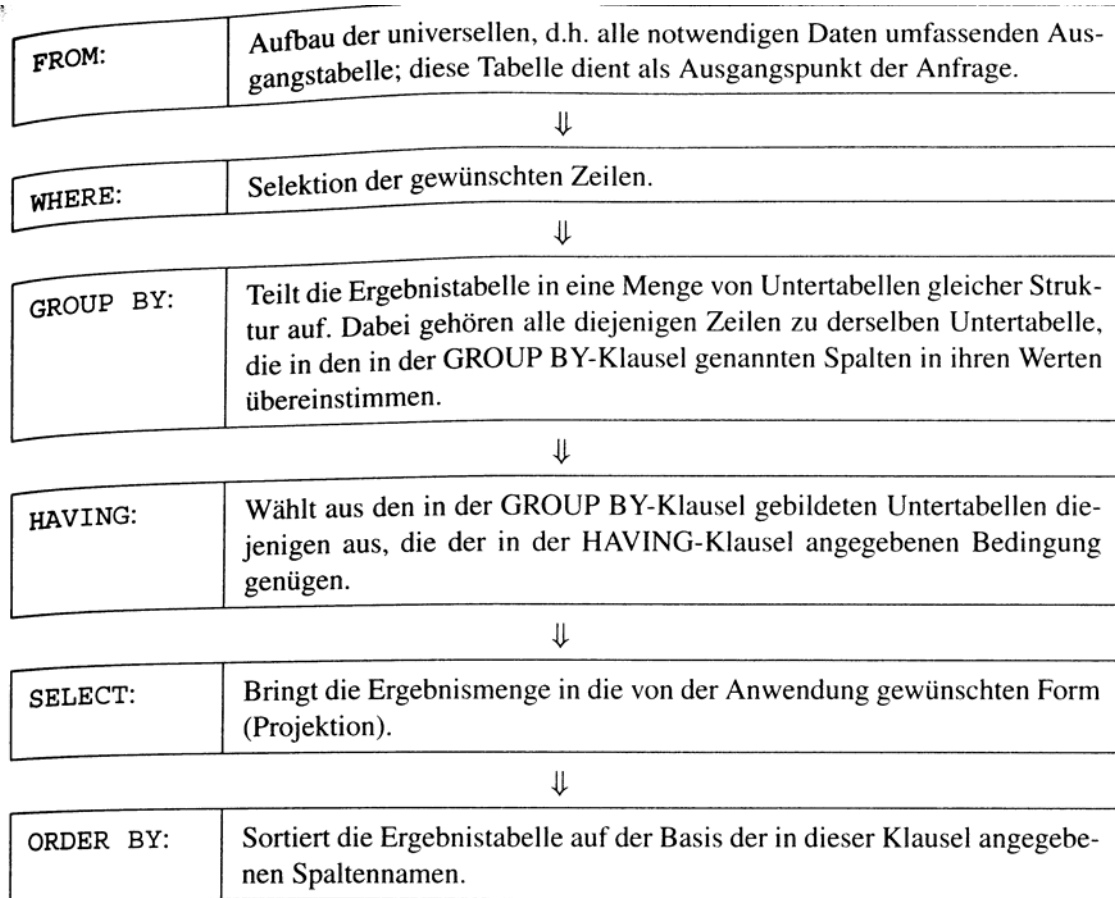 FROM:
Aufbau der universellen, d.h. alle notwendigen Daten umfassenden Aus-
gangstabelle; diese Tabelle dient als Ausgangspunkt der Anfrage.
⇓
WHERE:
Selektion der gewünschten Zeilen.
⇓
GROUP BY:
Teilt die Ergebnistabelle in eine Menge von Untertabellen gleicher Struk-
tur auf. Dabei gehören alle diejenigen Zeilen zu derselben Untertabelle,
die in den in der GROUP BY-Klausel genannten Spalten in ihren Werten
übereinstimmen.
⇓
HAVING:
Wählt aus den in der GROUP BY-Klausel gebildeten Untertabellen die-
jenigen aus, die der in der HAVING-Klausel angegebenen Bedingung
genügen.
⇓
SELECT:
Bringt die Ergebnismenge in die von der Anwendung gewünschten Form
(Projektion).
⇓
ORDER BY:
Sortiert die Ergebnistabelle auf der Basis der in dieser Klausel angegebe-
nen Spaltennamen.